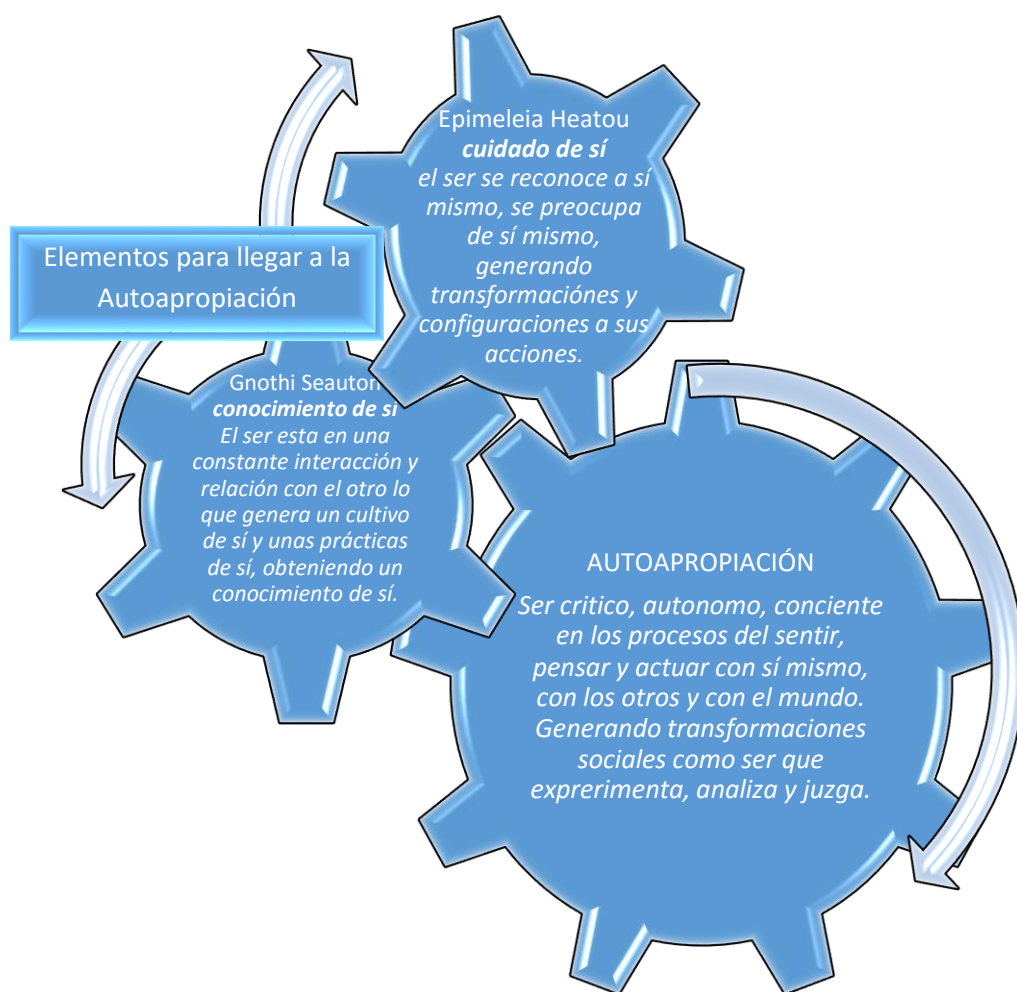 Epimeleia Heatou
cuidado de sí
el ser se reconoce a sí
mismo, se preocupa
de sí mismo,
generando
transformaciónes y
configuraciones a sus
acciones.
Elementos para llegar a la
Autoapropiación
Gnothi Seauton
conocimiento de si
El ser esta en una
constante interacción y
relación con el otro lo
que genera un cultivo
de sí y unas prácticas
de sí, obteniendo un
conocimiento de sí.
AUTOAPROPIACIÓN
Ser critico, autonomo, conciente
en los procesos del sentir,
pensar y actuar con sí mismo,
con los otros y con el mundo.
Generando transformaciones
sociales como ser que
exprerimenta, analiza y juzga.